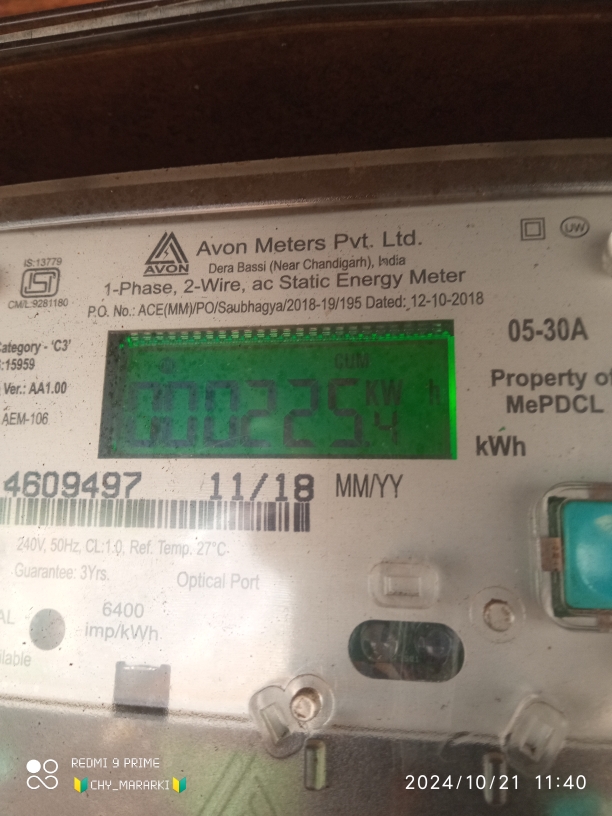 IS:13779
CM/L:9281180
AVON
Avon Meters Pvt. Ltd.
Dera Bassi (Near Chandigarh), India
1-Phase, 2-Wire, ac Static Energy Meter
P.O. No.: ACE(MM)/PO/Saubhagya/2018-19/195 Dated: 12-10-2018
UW
ategory - 'C3'
:15959
Ver.: AA1.00
AEM-106
CUM
000225.4 KW h
05-30A
Property of
MePDCL
kWh
4609497 11/18 MM/YY
240V, 50Hz, CL:1.0, Ref. Temp. 27°C
Guarantee: 3Yrs.
Optical Port
AL
6400
imp/kWh
ilable
REDMI 9 PRIME
CHY_MARARKI
2024/10/21 11:40